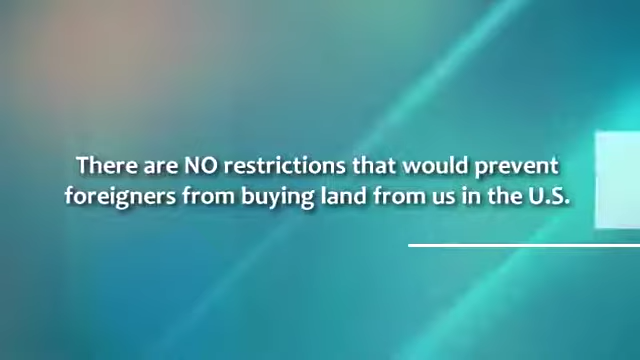 There are NO restrictions that would prevent
foreigners from buying land from us in the U.S.